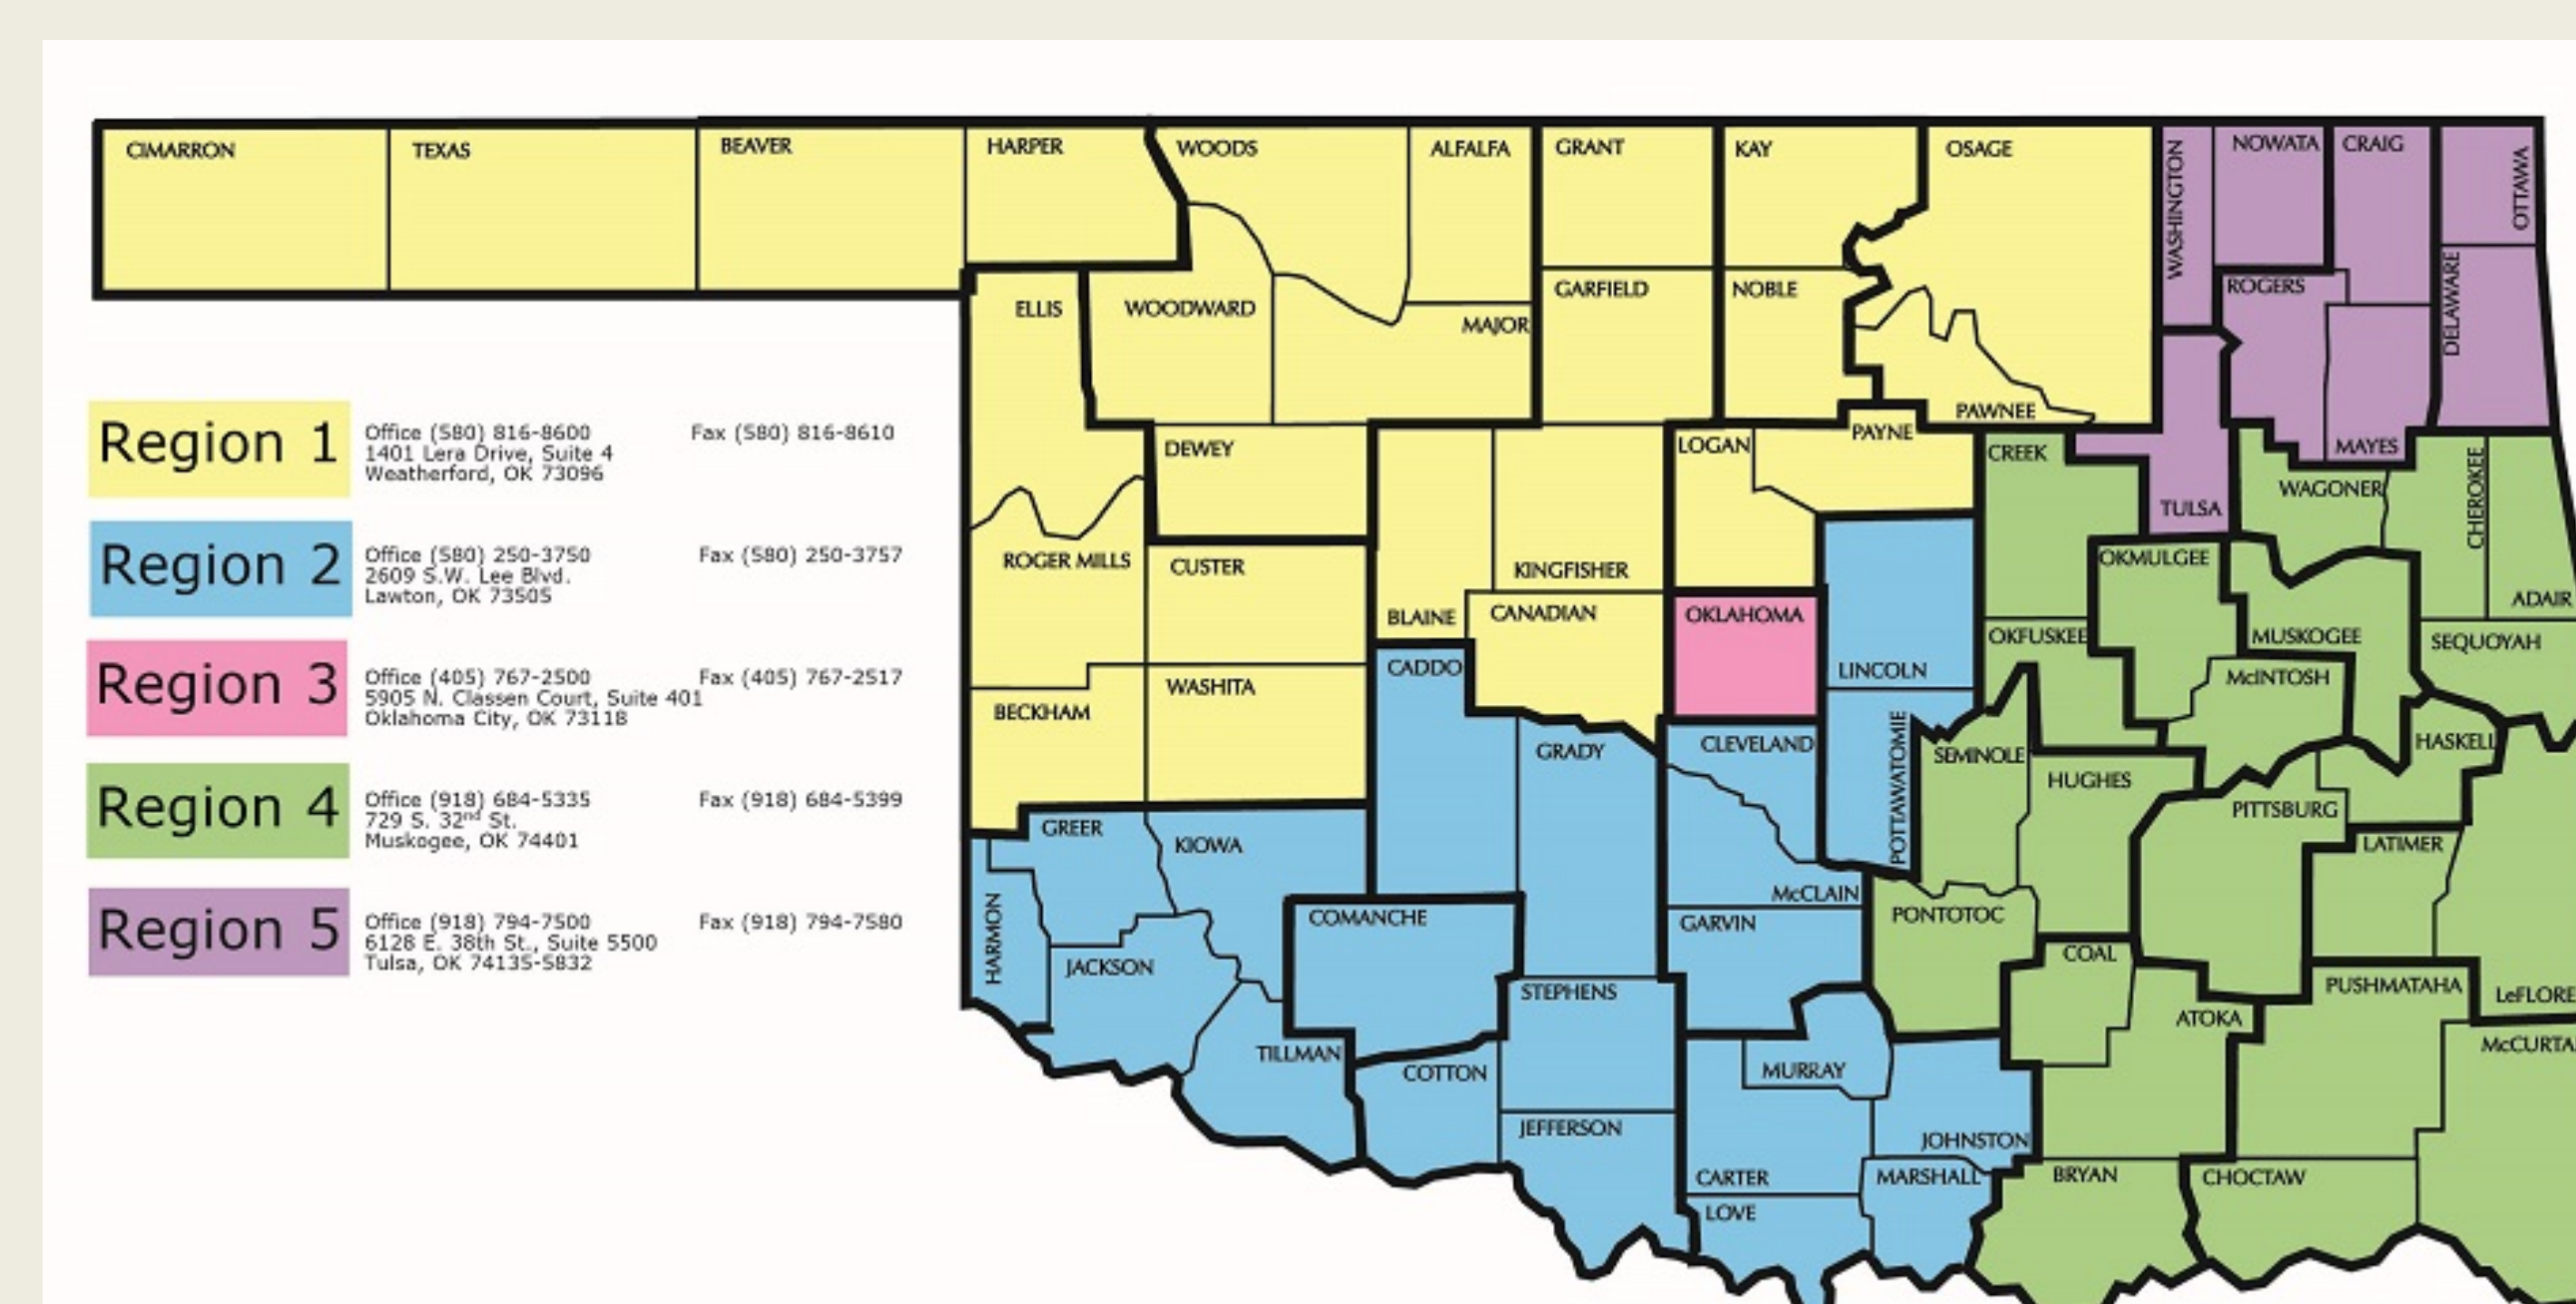 CIMARRON
TEXAS
BEAVER
HARPER
WOODS
ALFALFA
GRANT
KAY
OSAGE
WASHINGTON
NOWATA
CRAIG
OTTAWA
ELLIS
WOODWARD
MAJOR
GARFIELD
NOBLE
ROGERS
DELAWARE
PAWNEE
DEWEY
LOGAN
PAYNE
CREEK
MAYES
TULSA
WAGONER
CHEROKEE
ROGER MILLS
CUSTER
BLAINE
KINGFISHER
CANADIAN
OKLAHOMA
LINCOLN
OKMULGEE
OKFUSKEE
MUSKOGEE
ADAIR
SEQUOYAH
BECKHAM
WASHITA
CADDO
GRADY
CLEVELAND
POTTAWATOMIE
SEMINOLE
HUGHES
McINTOSH
HASKELL
PITTSBURG
LATIMER
GREER
KIOWA
HARMON
JACKSON
COMANCHE
McCLAIN
GARVIN
PONTOTOC
COAL
PUSHMATAHA
LeFLORE
TILLMAN
COTTON
STEPHENS
MURRAY
ATOKA
McCURTA
JEFFERSON
CARTER
JOHNSTON
LOVE
MARSHALL
BRYAN
CHOCTAW
Region 1
Office (580) 816-8600 Fax (580) 816-8610
1401 Lera Drive, Suite 4
Weatherford, OK 73096
Region 2
Office (580) 250-3750 Fax (580) 250-3757
2609 S.W. Lee Blvd.
Lawton, OK 73505
Region 3
Office (405) 767-2500 Fax (405) 767-2517
5905 N. Classen Court, Suite 401
Oklahoma City, OK 73118
Region 4
Office (918) 684-5335 Fax (918) 684-5399
729 S. 32nd St.
Muskogee, OK 74401
Region 5
Office (918) 794-7500 Fax (918) 794-7580
6128 E. 38th St., Suite 5500
Tulsa, OK 74135-5832